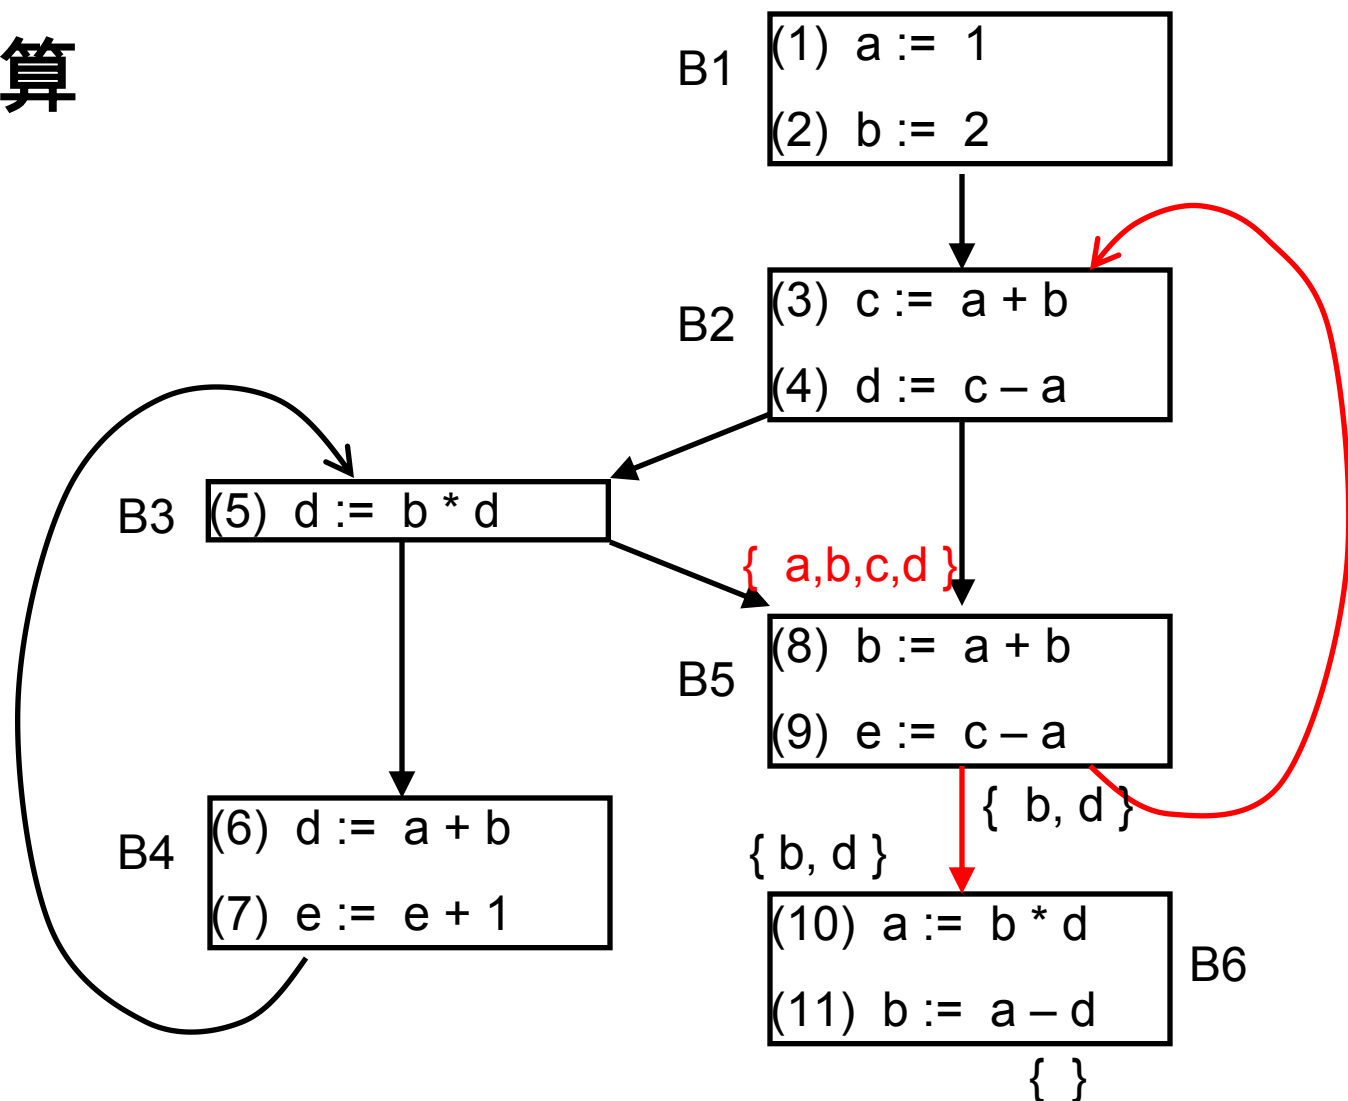 算
B1
(1) a := 1
(2) b := 2
B2
(3) c := a + b
(4) d := c – a
B3
(5) d := b * d
{ a,b,c,d }
B5
(8) b := a + b
(9) e := c – a
{ b, d }
{ b, d }
B4
(6) d := a + b
(7) e := e + 1
(10) a := b * d
(11) b := a – d
B6
{ }